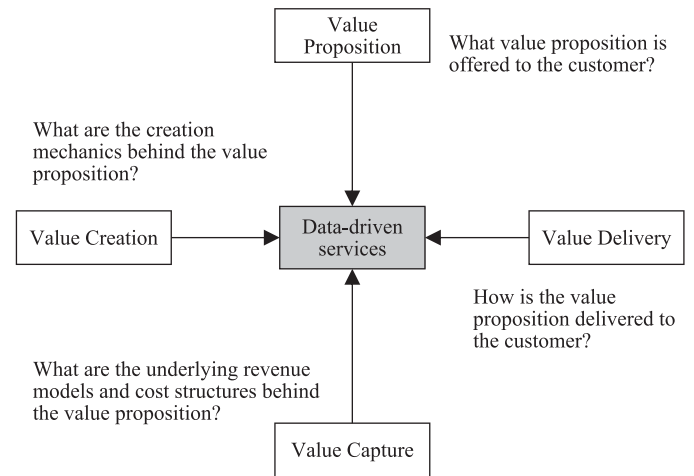 Value
Proposition
What value proposition is
offered to the customer?
What are the creation
mechanics behind the value
proposition?
Value Creation
Data-driven
services
Value Delivery
How is the value
proposition delivered to
the customer?
What are the underlying revenue
models and cost structures behind
the value proposition?
Value Capture